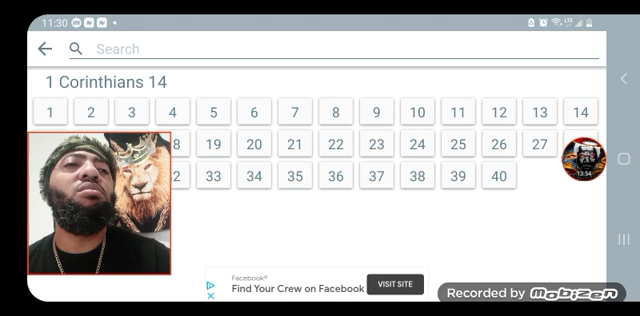 11:30
Search
1 Corinthians 14
1 2 3 4 5 6 7 8 9 10 11 12 13 14
8 19 20 21 22 23 24 25 26 27
13:54
2 33 34 35 36 37 38 39 40
Facebook®
Find Your Crew on Facebook
VISIT SITE
Recorded by Mobizen